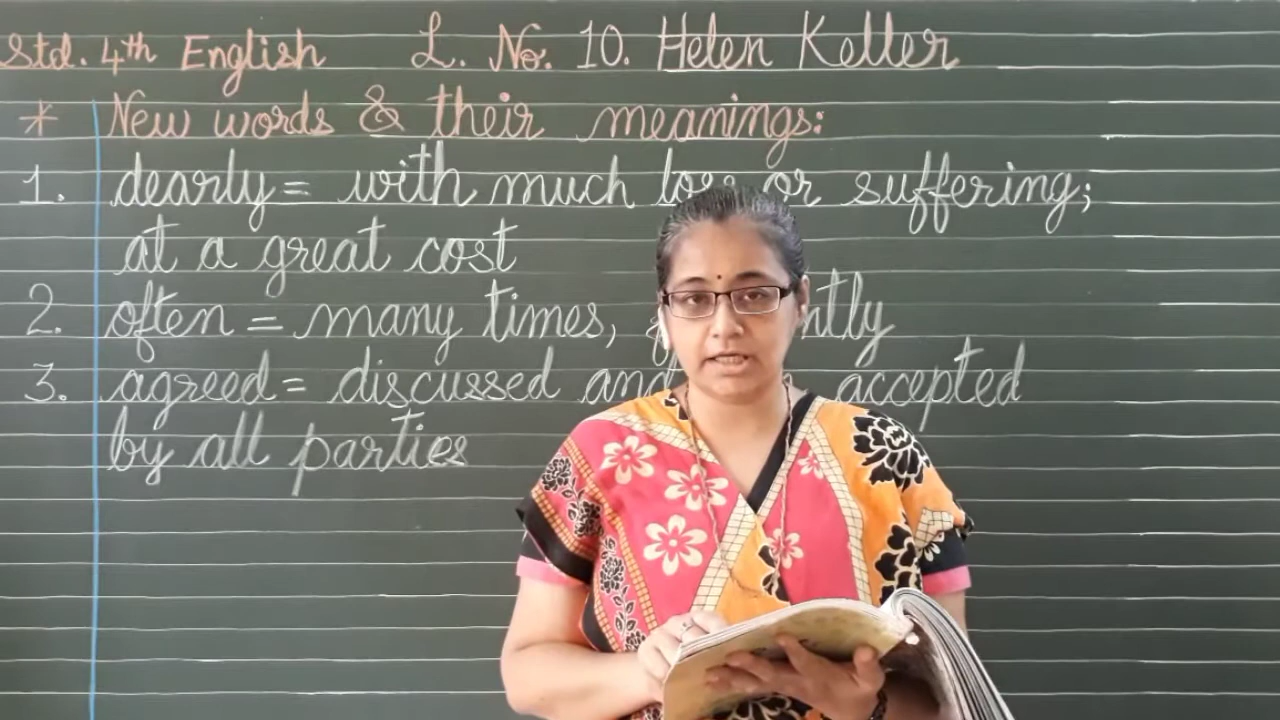 Std. 4th English L. No. 10. Helen Keller
* New words & their meanings:
1. dearly = with much loss or suffering;
at a great cost
2. often = many times,
3. agreed = discussed and accepted
by all parties